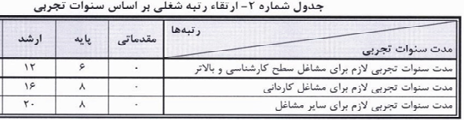 جدول شماره ۲- ارتقاء رتبه شغلی بر اساس سنوات تجربی
رتبه‌ها
مدت سنوات تجربی
مقدماتی پایه ارشد
مدت سنوات تجربی لازم برای مشاغل سطح کارشناسی و بالاتر ۰ ۶ ۱۲
مدت سنوات تجربی لازم برای مشاغل کاردانی ۰ ۸ ۱۶
مدت سنوات تجربی لازم برای سایر مشاغل ۰ ۸ ۲۰